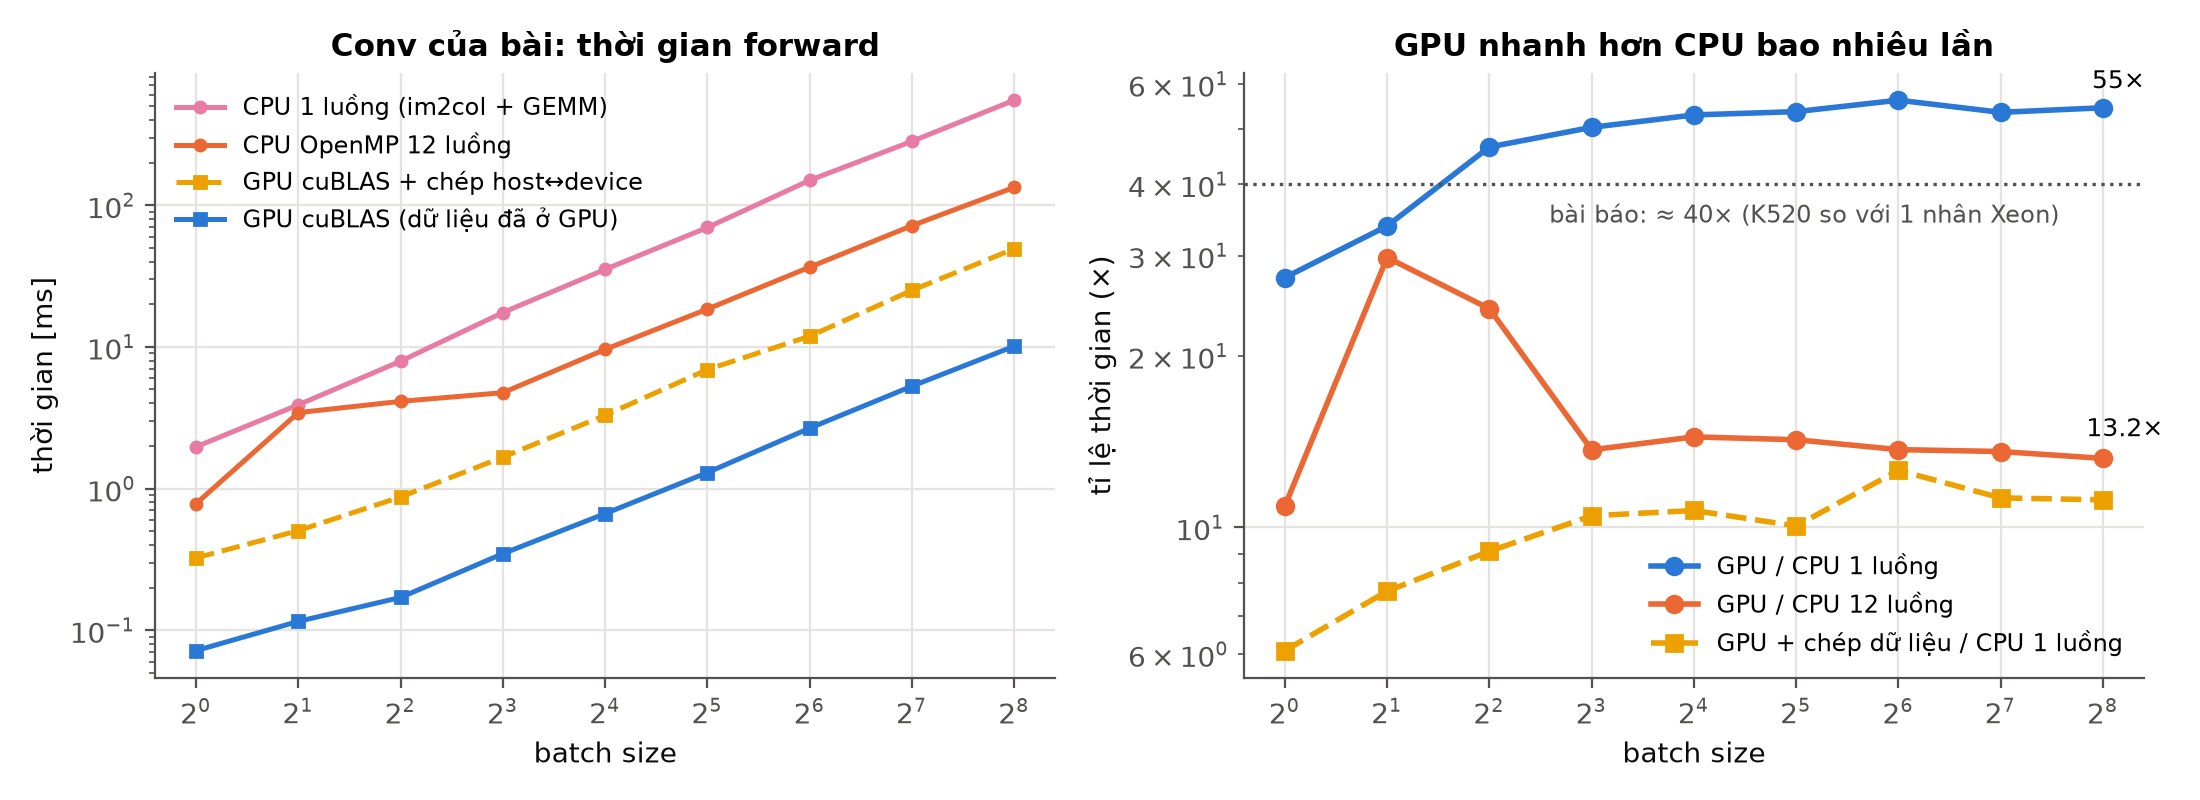 Conv của bài: thời gian forward
CPU 1 luồng (im2col + GEMM)
CPU OpenMP 12 luồng
GPU cuBLAS + chép host↔device
GPU cuBLAS (dữ liệu đã ở GPU)
thời gian [ms]
10²
10¹
10⁰
10⁻¹
2⁰ 2¹ 2² 2³ 2⁴ 2⁵ 2⁶ 2⁷ 2⁸
batch size
GPU nhanh hơn CPU bao nhiêu lần
55×
bài báo: ≈ 40× (K520 so với 1 nhân Xeon)
13.2×
GPU / CPU 1 luồng
GPU / CPU 12 luồng
GPU + chép dữ liệu / CPU 1 luồng
tỉ lệ thời gian (×)
6 × 10¹
4 × 10¹
3 × 10¹
2 × 10¹
10¹
6 × 10⁰
2⁰ 2¹ 2² 2³ 2⁴ 2⁵ 2⁶ 2⁷ 2⁸
batch size